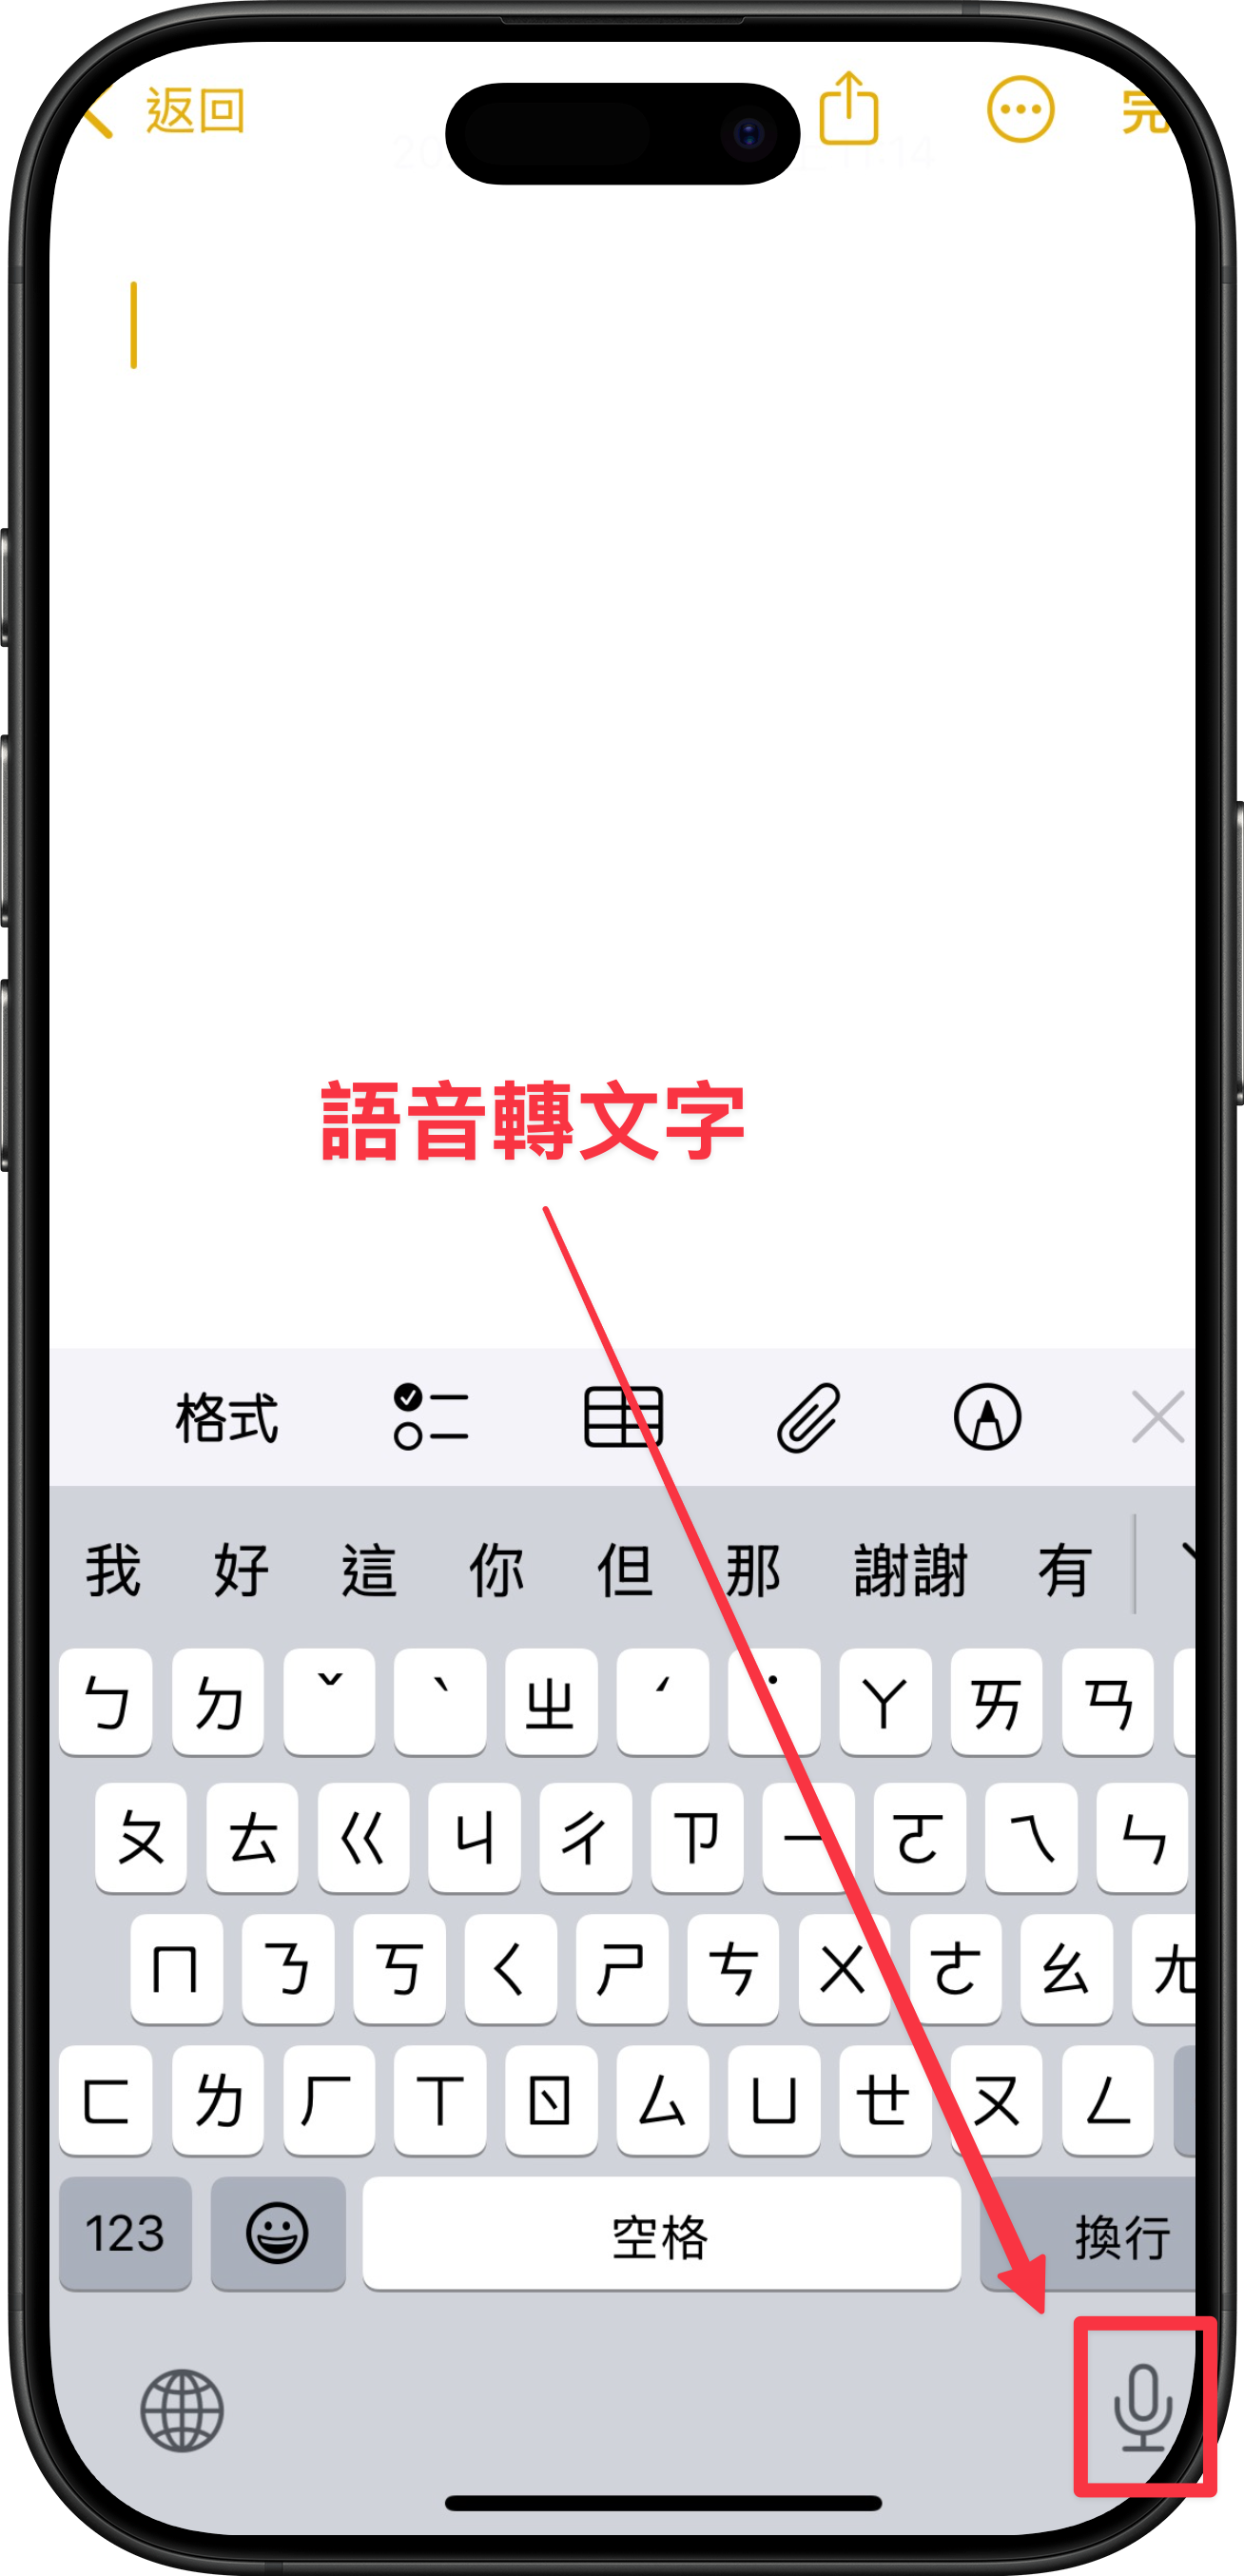 返回
語音轉文字
格式
我 好 這 你 但 那 謝謝 有
ㄅ ㄉ ˇ ˋ ㄓ ˊ ˙ ㄚ ㄞ ㄢ
ㄆ ㄊ ㄍ ㄐ ㄔ ㄗ ㄧ ㄛ ㄟ ㄣ
ㄇ ㄋ ㄎ ㄑ ㄕ ㄘ ㄨ ㄜ ㄠ ㄤ
ㄈ ㄌ ㄏ ㄒ ㄖ ㄙ ㄩ ㄝ ㄡ ㄥ
123 空格 換行